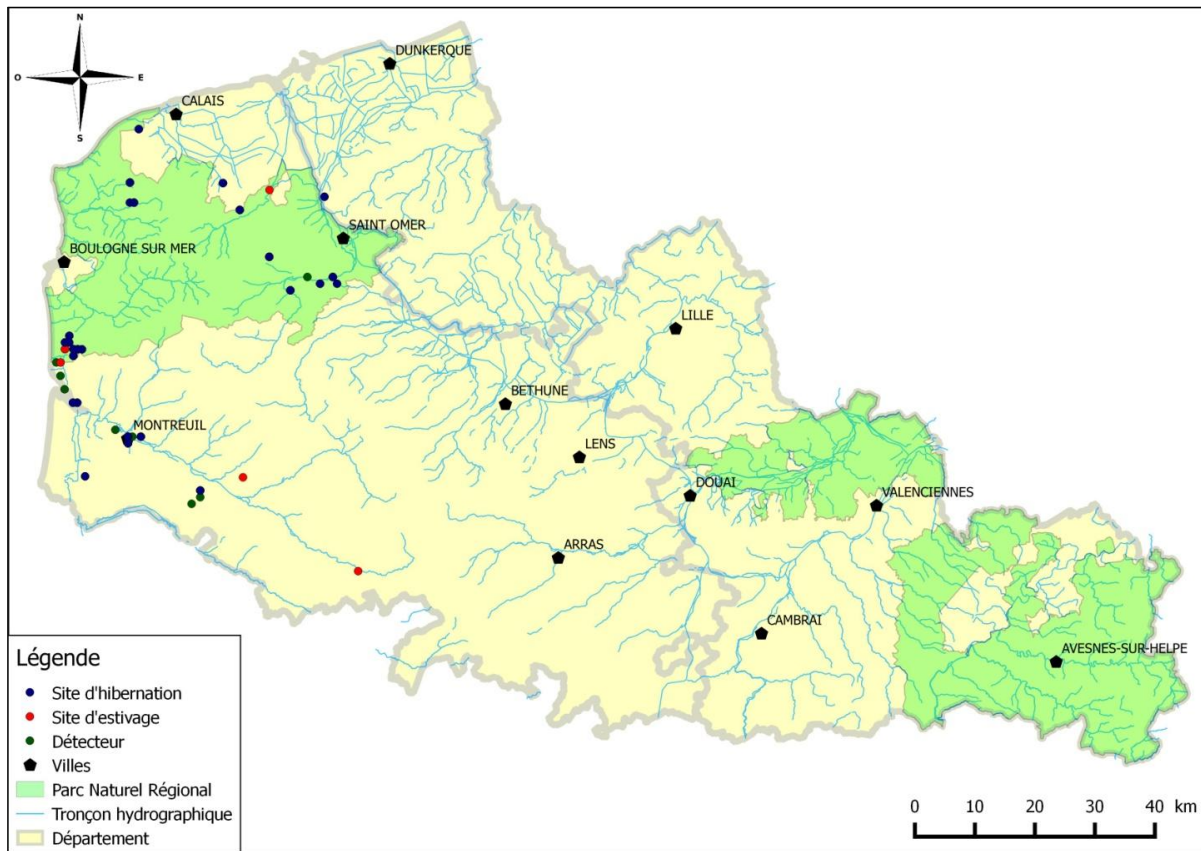 N
O
E
S
DUNKERQUE
CALAIS
SAINT OMER
BOULOGNE SUR MER
LILLE
BETHUNE
MONTREUIL
LENS
DOUAI
VALENCIENNES
ARRAS
CAMBRAI
AVESNES-SUR-HELPE
Légende
Site d'hibernation
Site d'estivage
Détecteur
Villes
Parc Naturel Régional
Tronçon hydrographique
Département
0 10 20 30 40 km